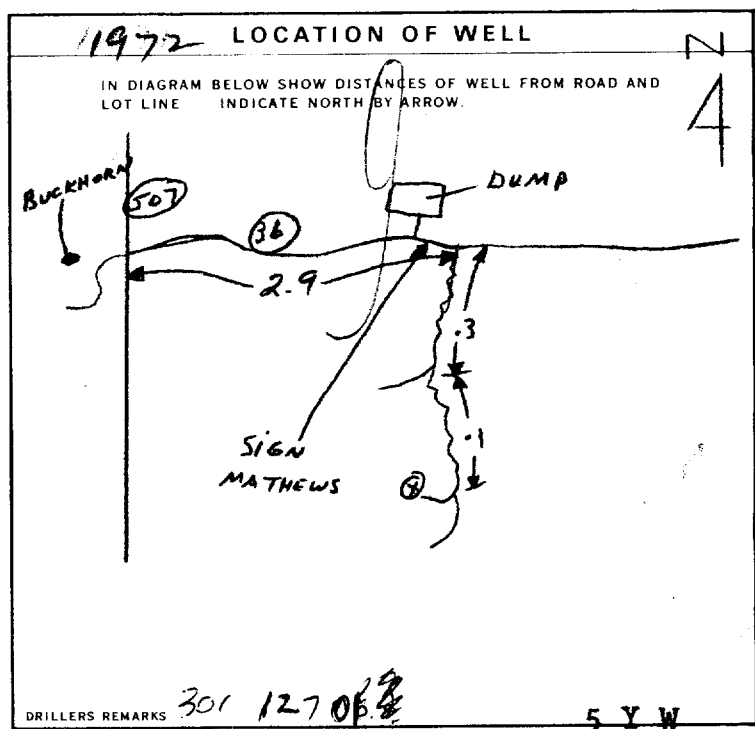 1972 LOCATION OF WELL
N
IN DIAGRAM BELOW SHOW DISTANCES OF WELL FROM ROAD AND
LOT LINE INDICATE NORTH BY ARROW.
BUCKHORN
507
DUMP
36
2.9
.3
SIGN
MATHEWS
.1
DRILLERS REMARKS 301 127
5 Y W